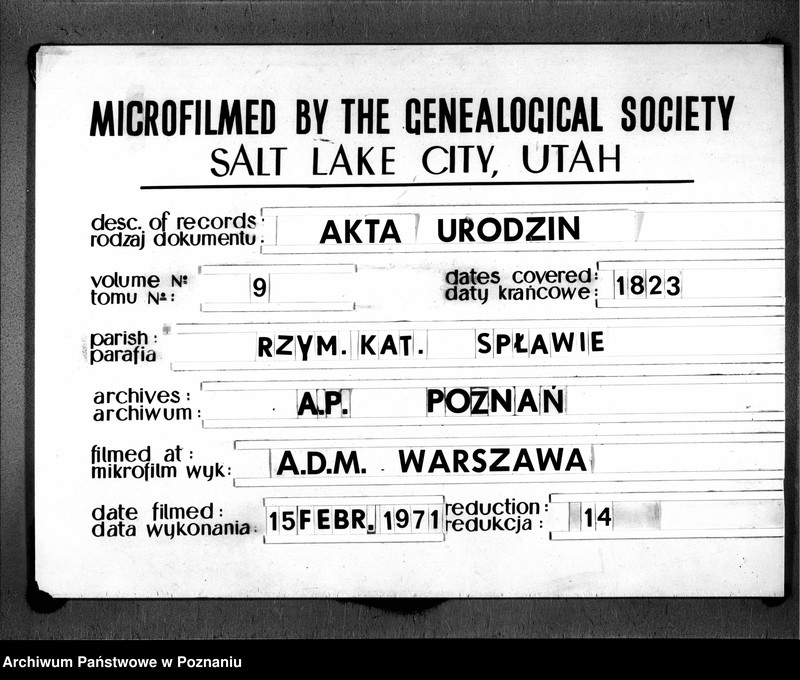 MICROFILMED BY THE GENEALOGICAL SOCIETY
SALT LAKE CITY, UTAH
desc. of records: AKTA URODZIN
rodzaj dokumentu:
volume №: 9 dates covered: 1823
tomu №: daty krańcowe:
parish: RZYM. KAT. SPŁAWIE
parafia
archives: A.P. POZNAŃ
archiwum:
filmed at: A.D.M. WARSZAWA
mikrofilm wyk:
date filmed: 15 FEBR. 1971 reduction: 14
data wykonania: redukcja:
Archiwum Państwowe w Poznaniu